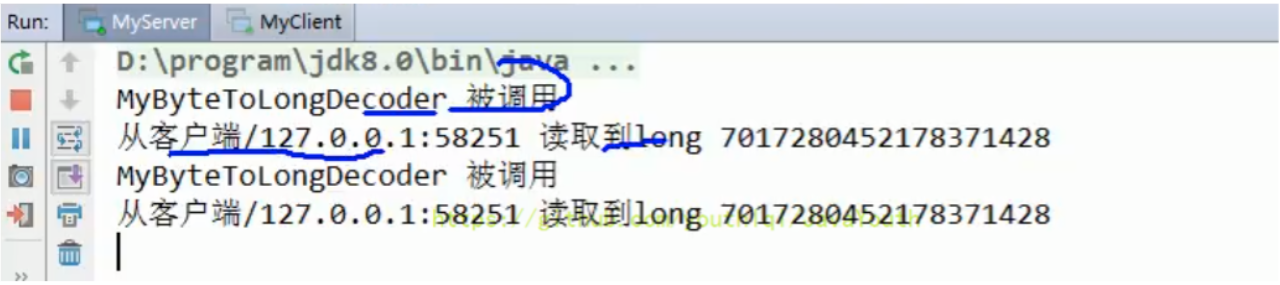 Run: MyServer MyClient
D:\program\jdk8.0\bin\java ...
MyByteToLongDecoder 被调用
从客户端/127.0.0.1:58251 读取到long 7017280452178371428
MyByteToLongDecoder 被调用
从客户端/127.0.0.1:58251 读取到long 7017280452178371428